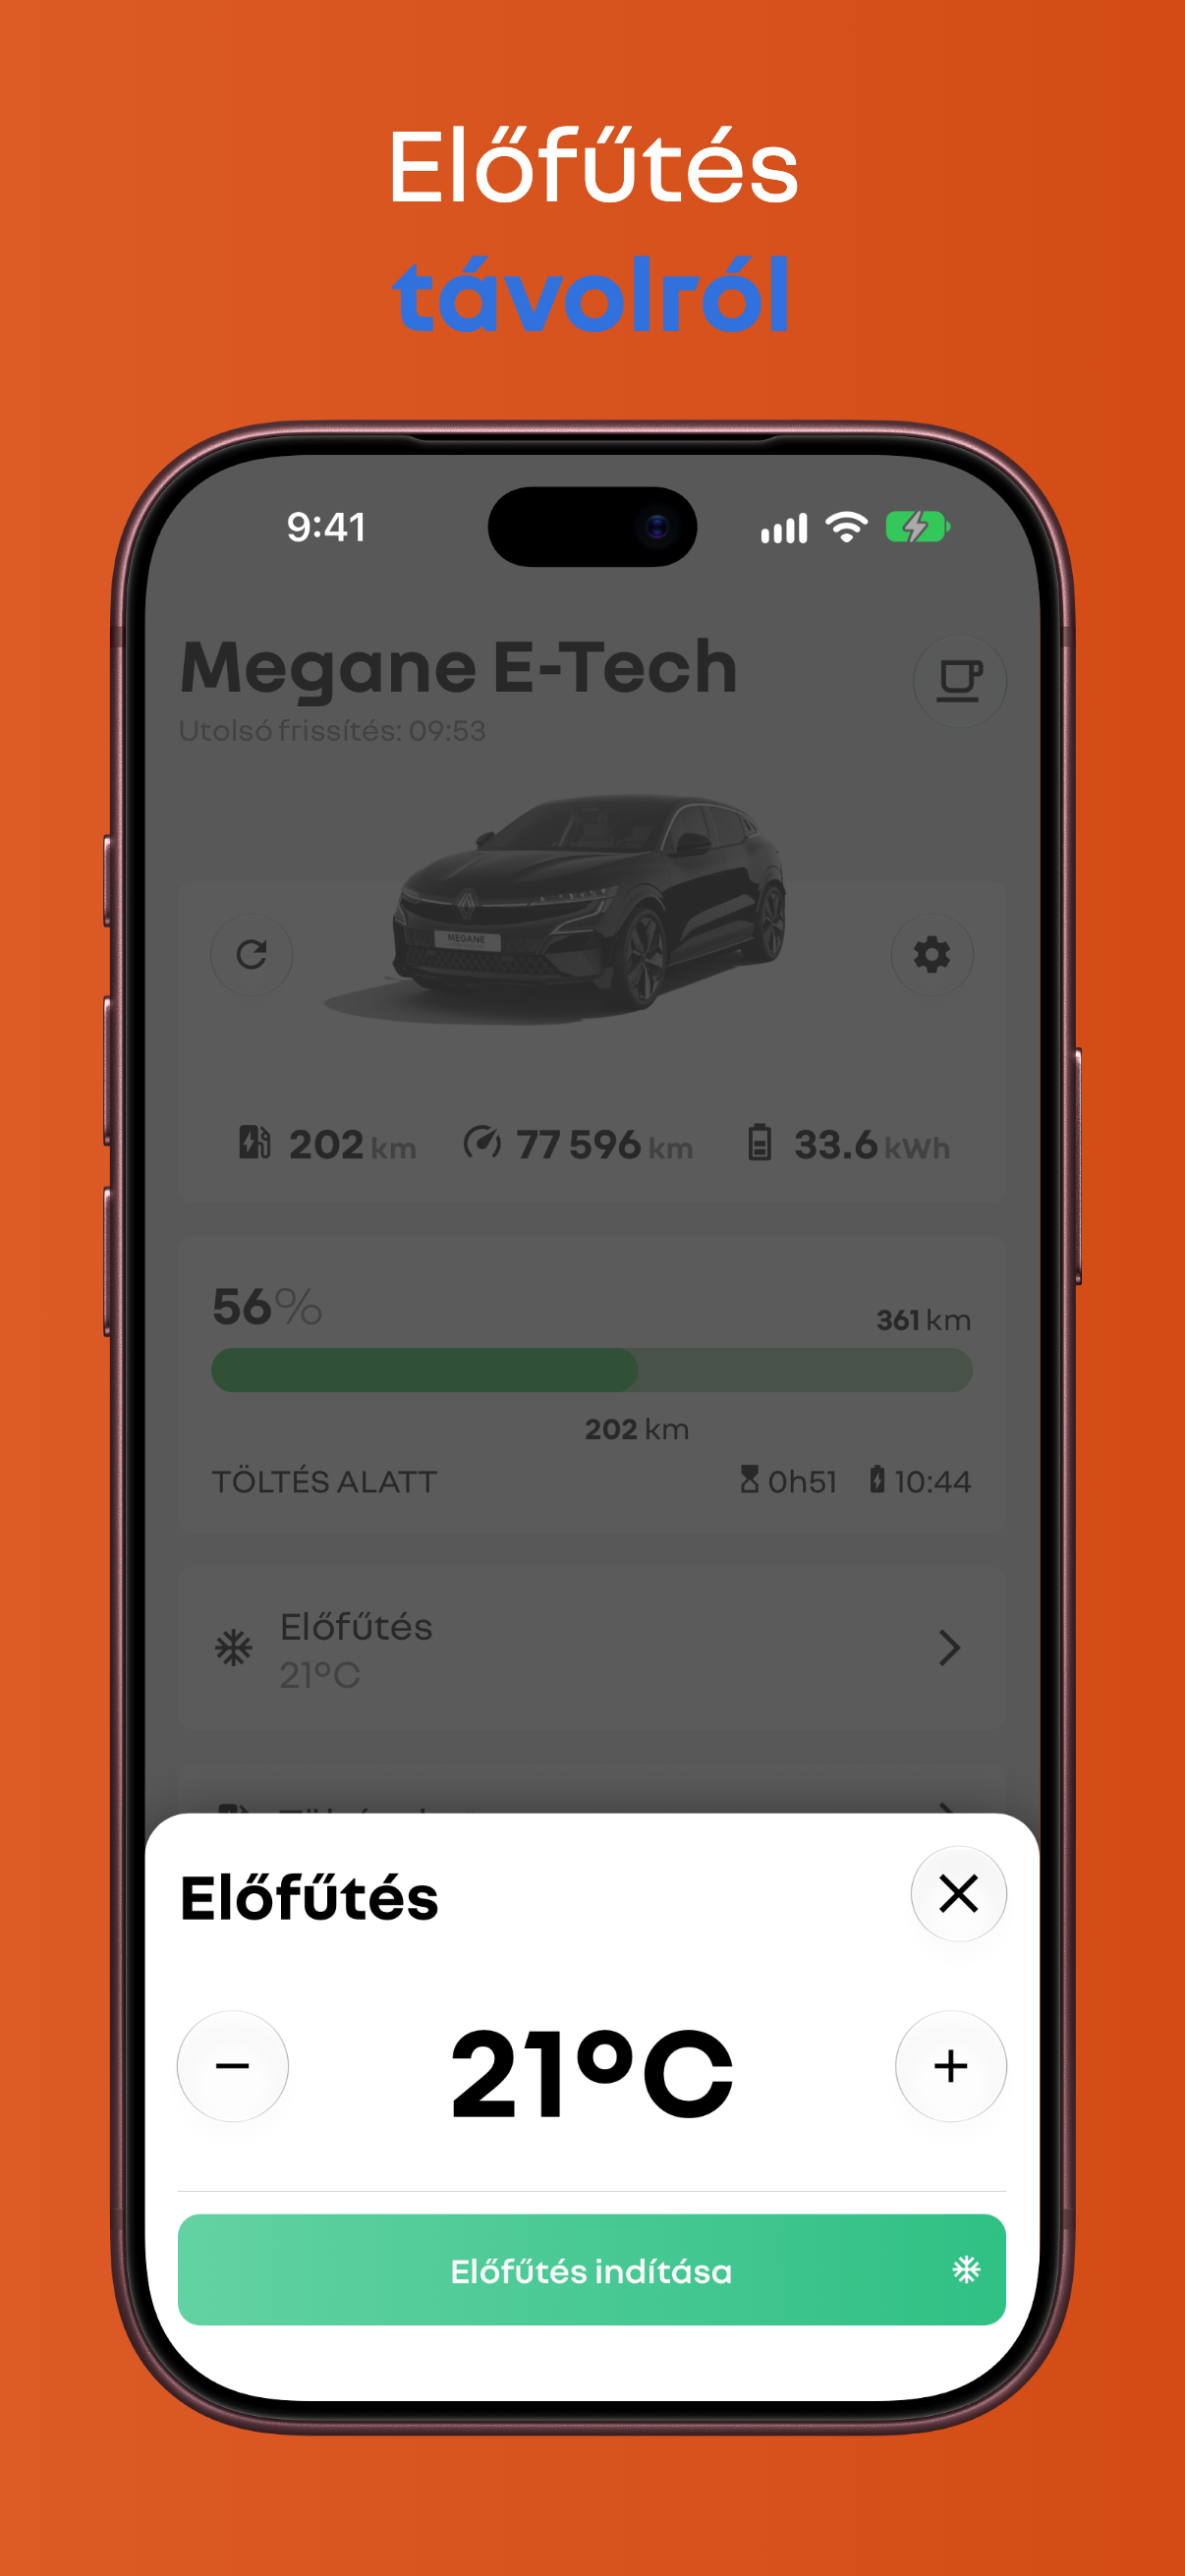 Előfűtés
távolról
9:41
Megane E-Tech
Utolsó frissítés: 09:53
MEGANE
202 km 77 596 km 33.6 kWh
56%
361 km
202 km
TÖLTÉS ALATT 0h51 10:44
Előfűtés
21°C
Előfűtés
21°C
Előfűtés indítása